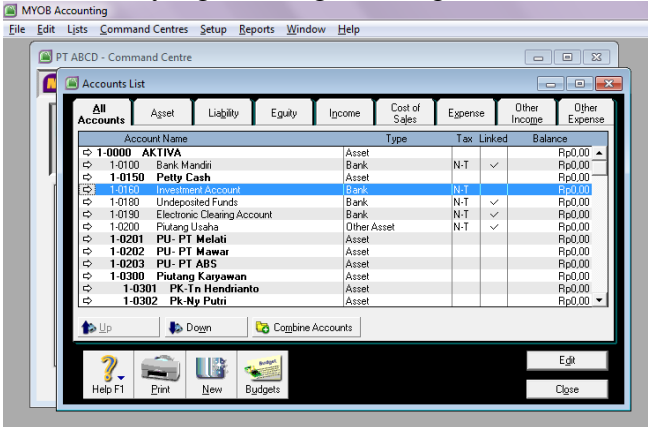 MYOB Accounting
File Edit Lists Command Centres Setup Reports Window Help
PT ABCD - Command Centre
Accounts List
All Accounts Asset Liability Equity Income Cost of Sales Expense Other Income Other Expense
Account Name Type Tax Linked Balance
1-0000 AKTIVA Asset Rp0,00
1-0100 Bank Mandiri Bank N-T Rp0,00
1-0150 Petty Cash Asset Rp0,00
1-0160 Investment Account Bank N-T Rp0,00
1-0180 Undeposited Funds Bank N-T Rp0,00
1-0190 Electronic Clearing Account Bank N-T Rp0,00
1-0200 Piutang Usaha Other Asset N-T Rp0,00
1-0201 PU- PT Melati Asset Rp0,00
1-0202 PU- PT Mawar Asset Rp0,00
1-0203 PU- PT ABS Asset Rp0,00
1-0300 Piutang Karyawan Asset Rp0,00
1-0301 PK-Tn Hendrianto Asset Rp0,00
1-0302 Pk-Ny Putri Asset Rp0,00
Up Down Combine Accounts
Help F1 Print New Budgets
Edit
Close